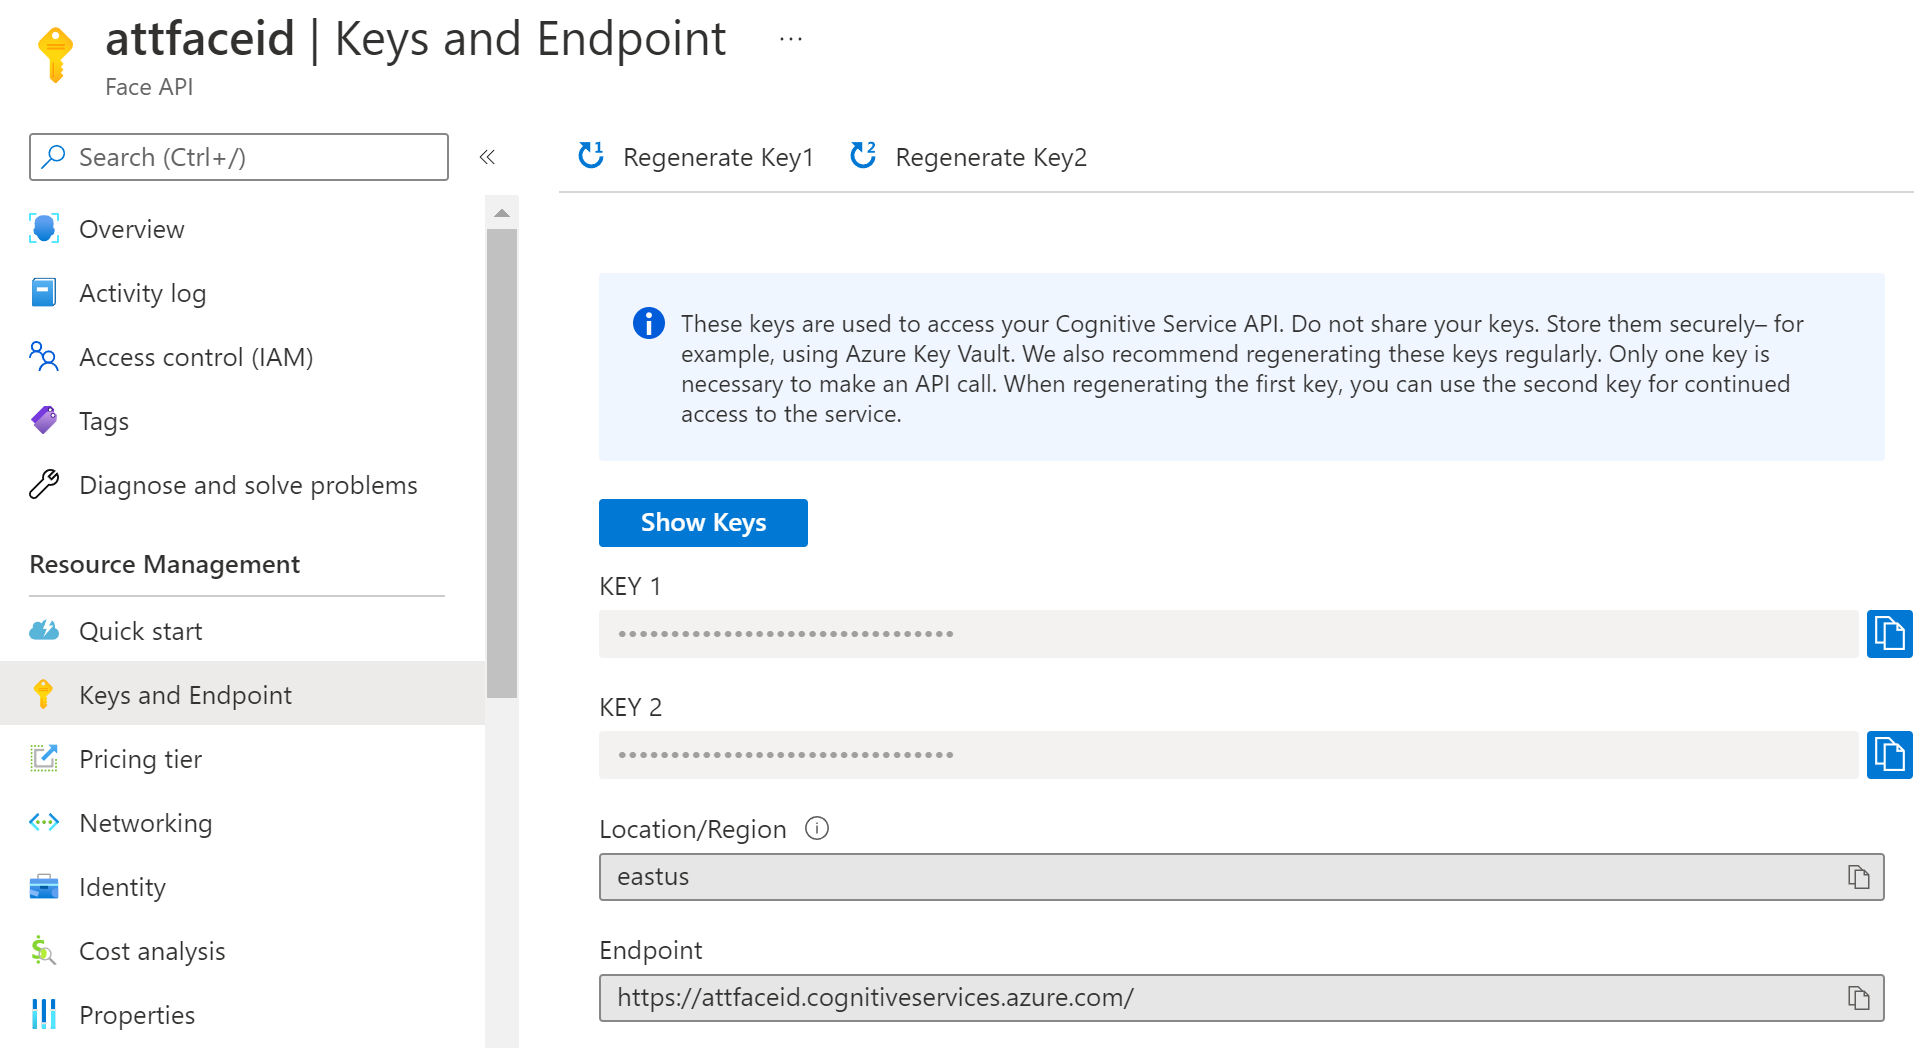 attfaceid | Keys and Endpoint ...
Face API
Search (Ctrl+/)
«
Overview
Activity log
Access control (IAM)
Tags
Diagnose and solve problems
Resource Management
Quick start
Keys and Endpoint
Pricing tier
Networking
Identity
Cost analysis
Properties
1 Regenerate Key1
2 Regenerate Key2
These keys are used to access your Cognitive Service API. Do not share your keys. Store them securely– for
example, using Azure Key Vault. We also recommend regenerating these keys regularly. Only one key is
necessary to make an API call. When regenerating the first key, you can use the second key for continued
access to the service.
Show Keys
KEY 1
••••••••••••••••••••••••••••••••
KEY 2
••••••••••••••••••••••••••••••••
Location/Region
eastus
Endpoint
https://attfaceid.cognitiveservices.azure.com/